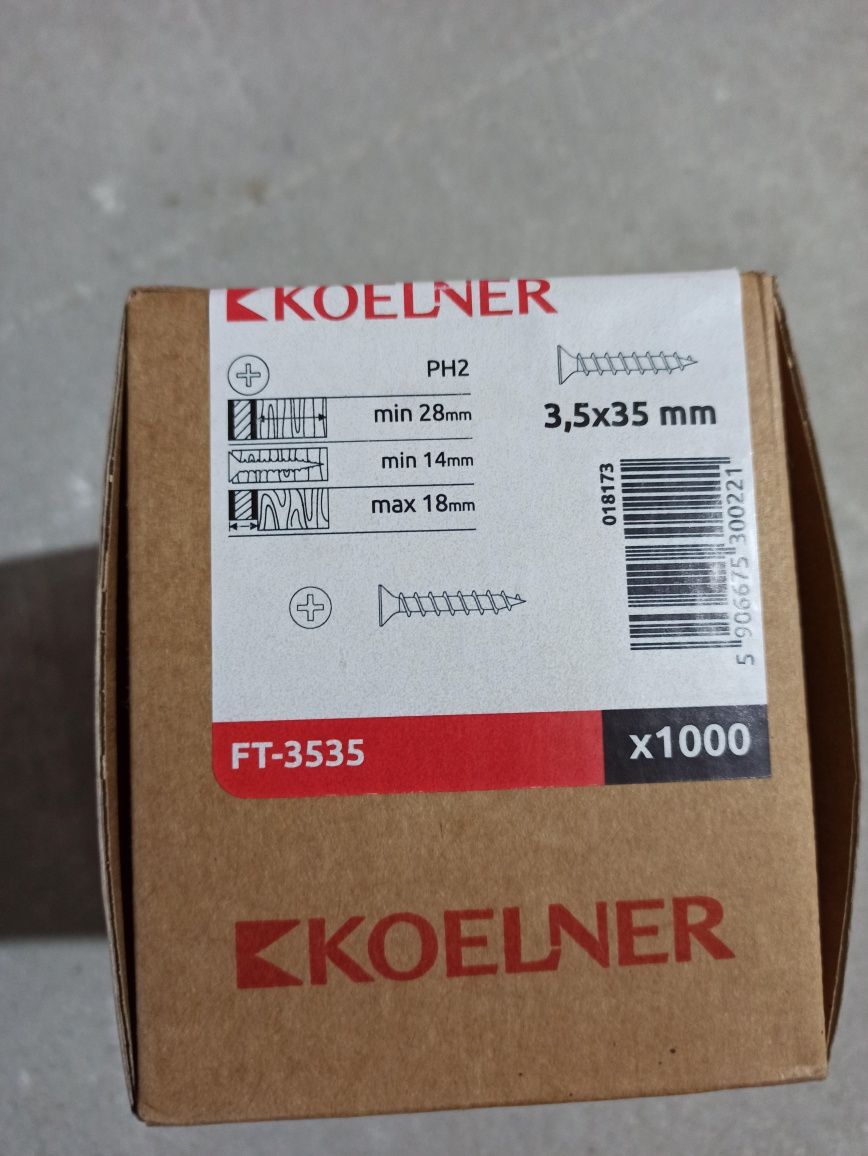 KOELNER
PH2
min 28mm
min 14mm
max 18mm
3,5x35 mm
018173
5 906675 300221
FT-3535
x1000
KOELNER